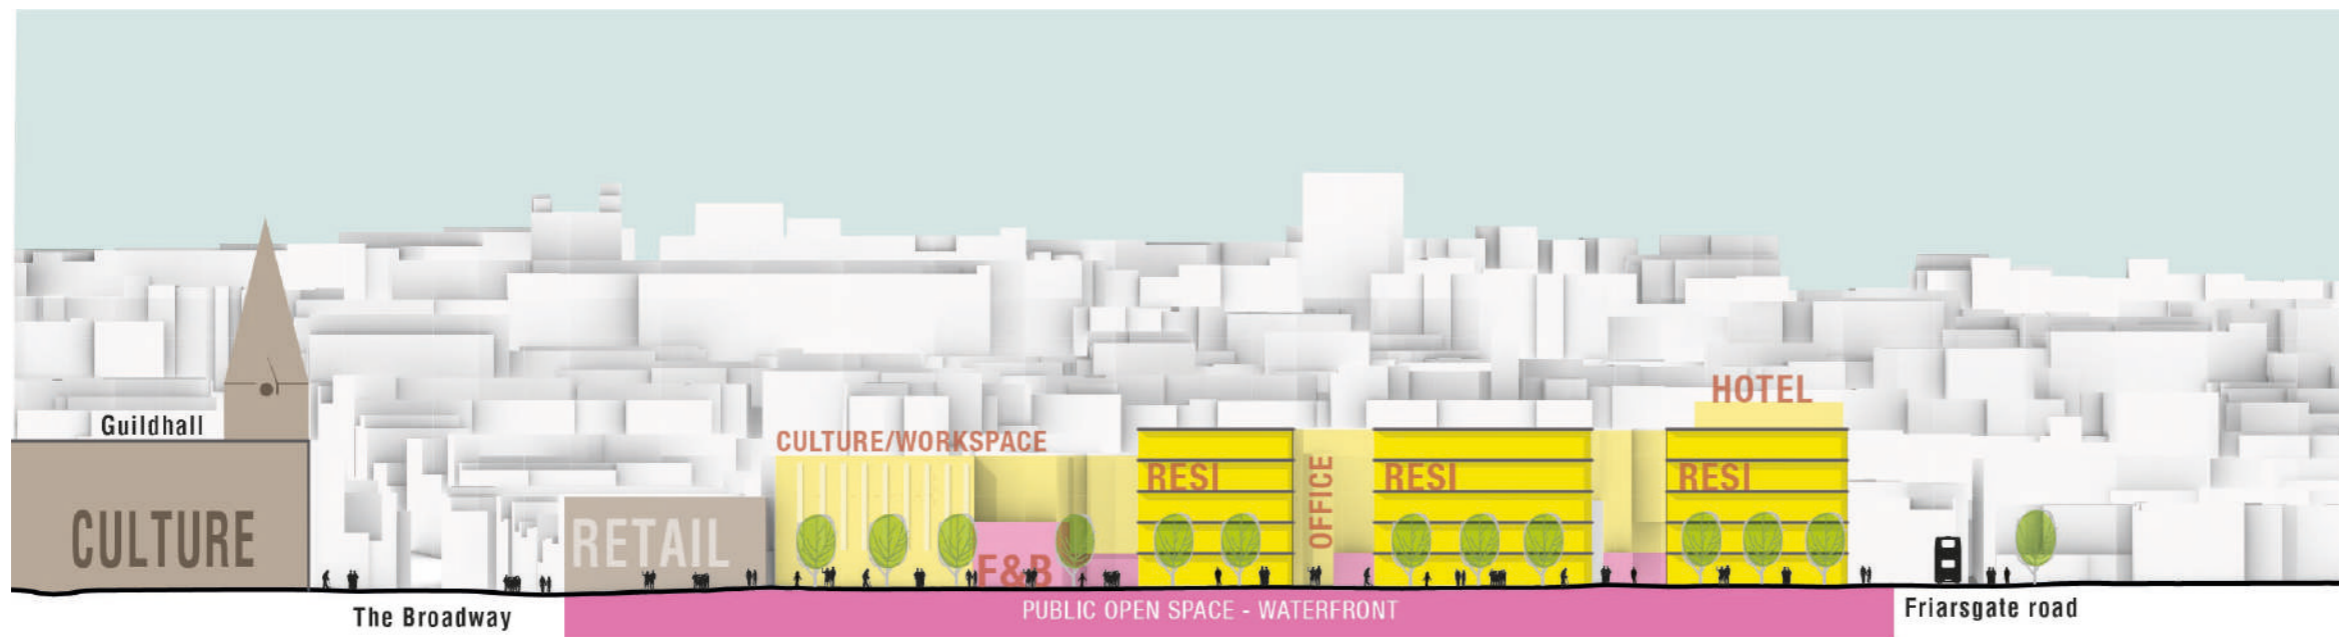 HOTEL
Guildhall
CULTURE/WORKSPACE
RESI
OFFICE
RESI
RESI
CULTURE
RETAIL
F&B
The Broadway
PUBLIC OPEN SPACE - WATERFRONT
Friarsgate road